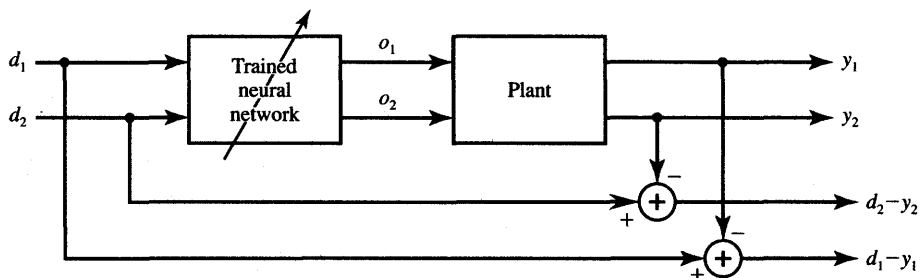 d₁
d₂
Trained
neural
network
o₁
o₂
Plant
y₁
y₂
−
+
+
d₂−y₂
−
+
+
d₁−y₁